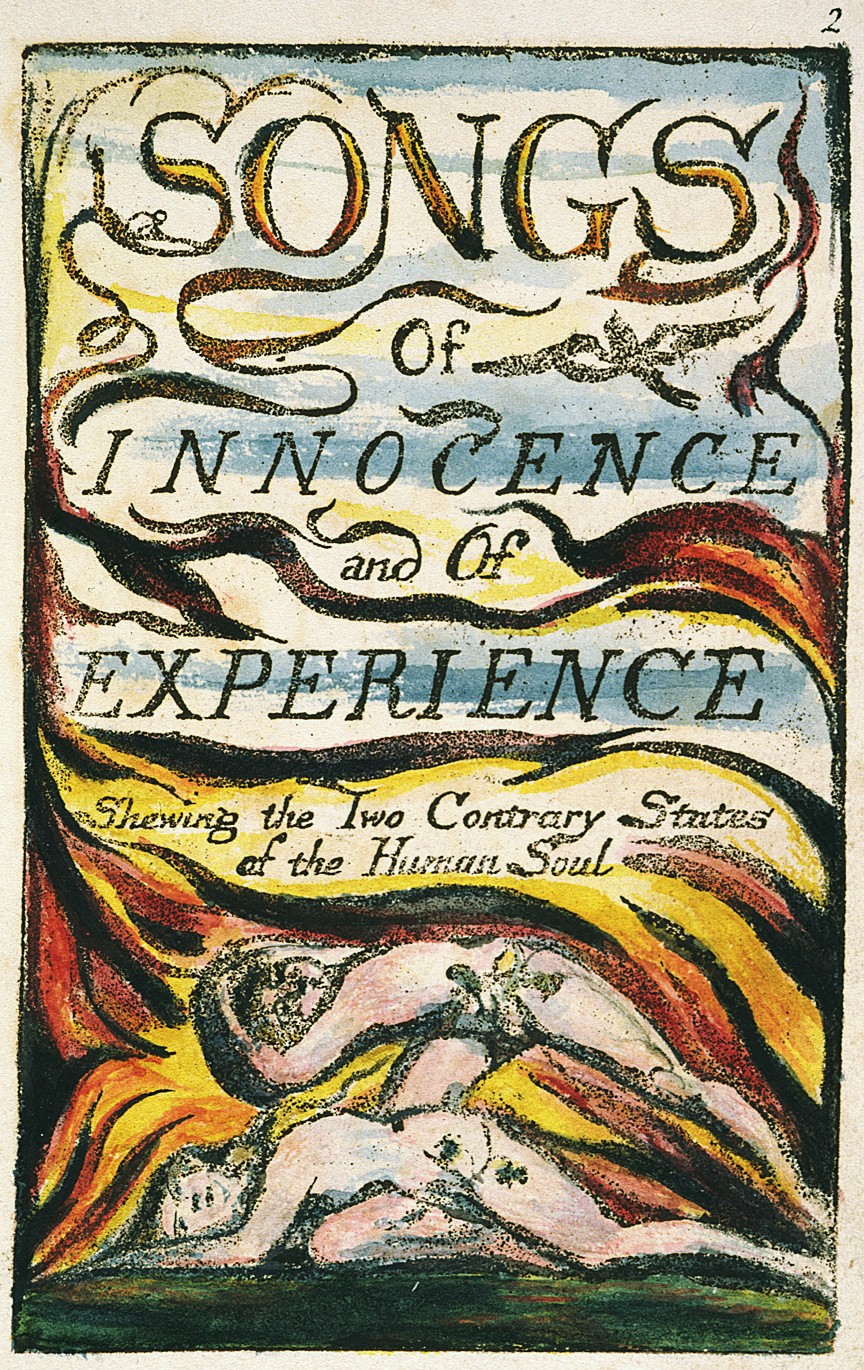 2
SONGS
Of
INNOCENCE
and Of
EXPERIENCE
Shewing the Two Contrary States
of the Human Soul